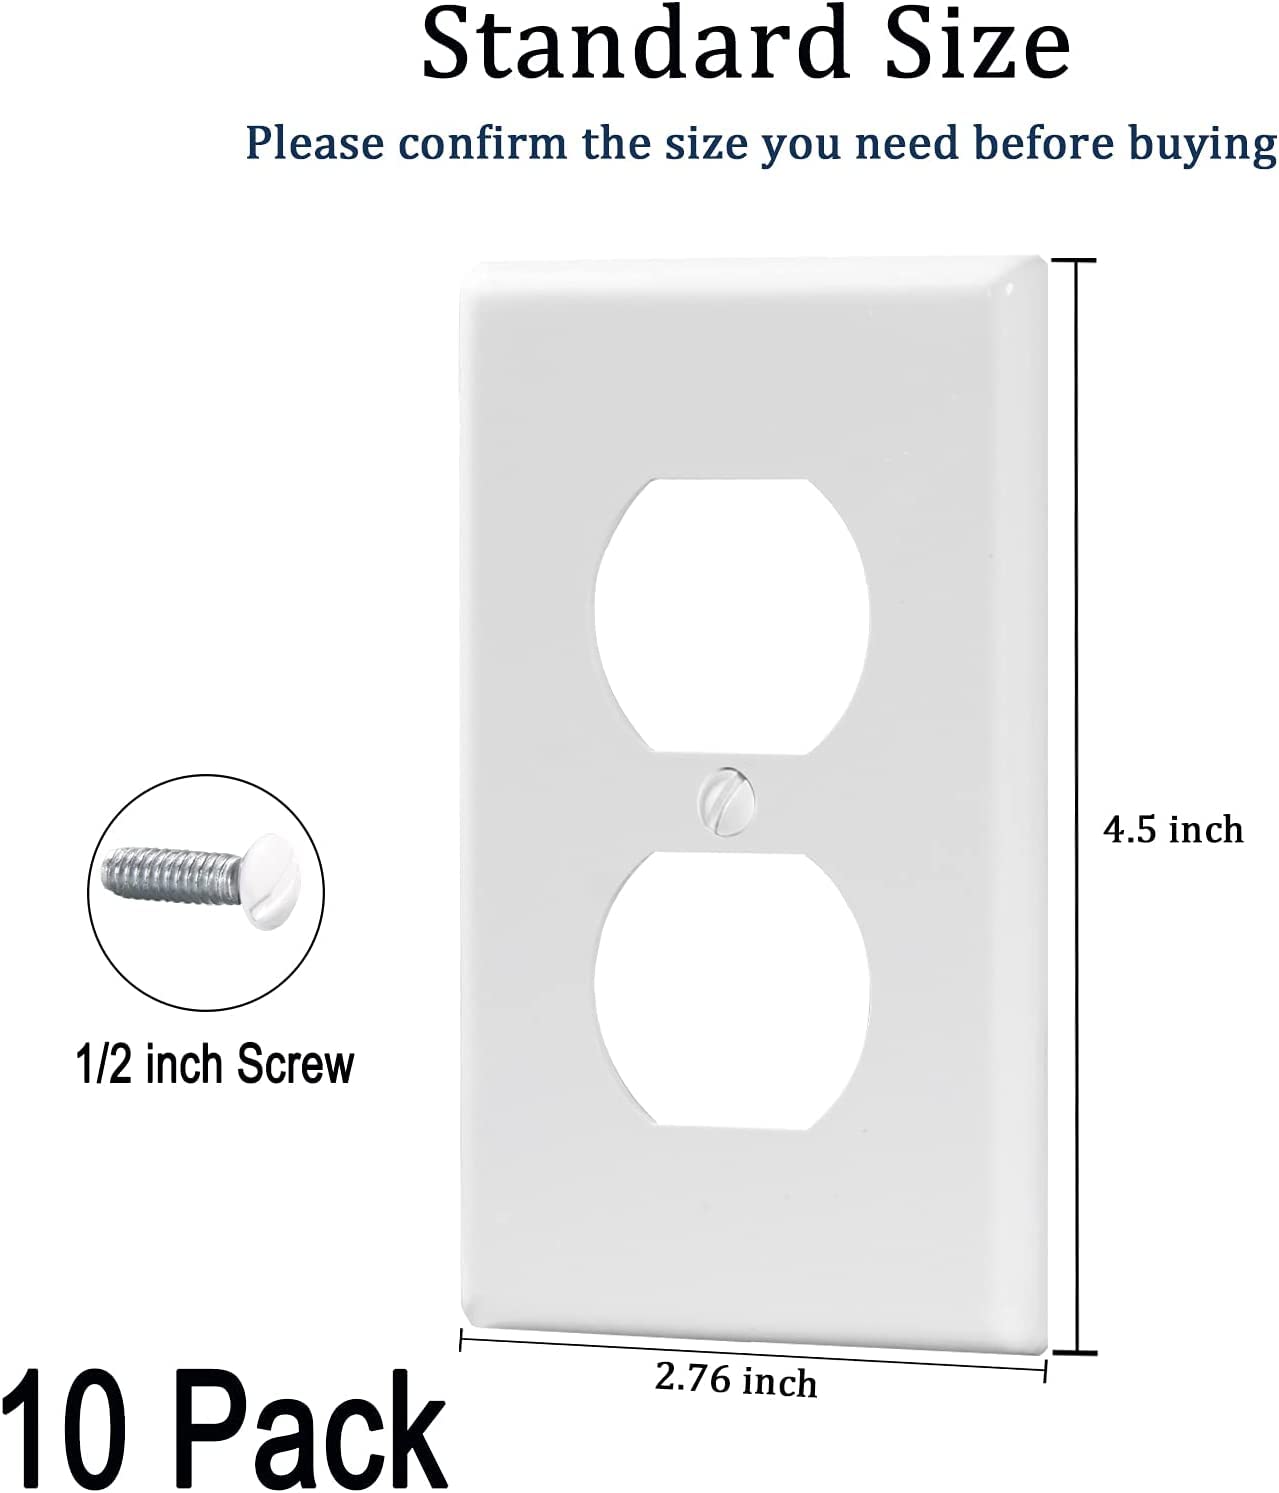 Standard Size
Please confirm the size you need before buying
4.5 inch
1/2 inch Screw
2.76 inch
10 Pack